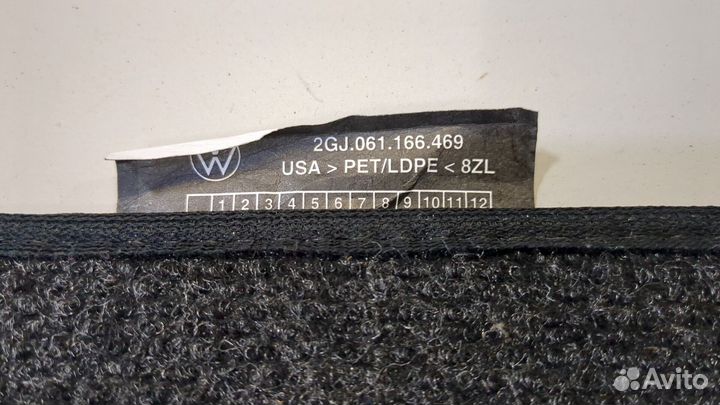 2GJ.061.166.469
USA > PET/LDPE < 8ZL
1 2 3 4 5 6 7 8 9 10 11 12
Avito